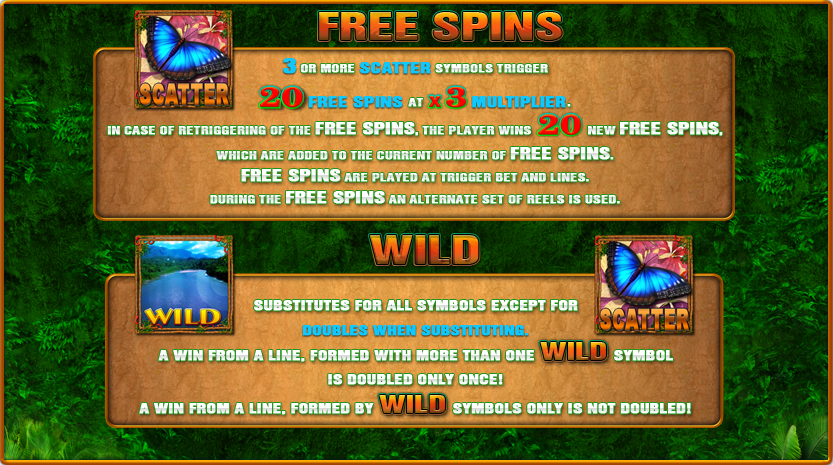 FREE SPINS
SCATTER
3 OR MORE SCATTER SYMBOLS TRIGGER
20 FREE SPINS AT X 3 MULTIPLIER.
IN CASE OF RETRIGGERING OF THE FREE SPINS, THE PLAYER WINS 20 NEW FREE SPINS,
WHICH ARE ADDED TO THE CURRENT NUMBER OF FREE SPINS.
FREE SPINS ARE PLAYED AT TRIGGER BET AND LINES.
DURING THE FREE SPINS AN ALTERNATE SET OF REELS IS USED.
WILD
WILD
SUBSTITUTES FOR ALL SYMBOLS EXCEPT FOR
SCATTER
DOUBLES WHEN SUBSTITUTING.
A WIN FROM A LINE, FORMED WITH MORE THAN ONE WILD SYMBOL
IS DOUBLED ONLY ONCE!
A WIN FROM A LINE, FORMED BY WILD SYMBOLS ONLY IS NOT DOUBLED!